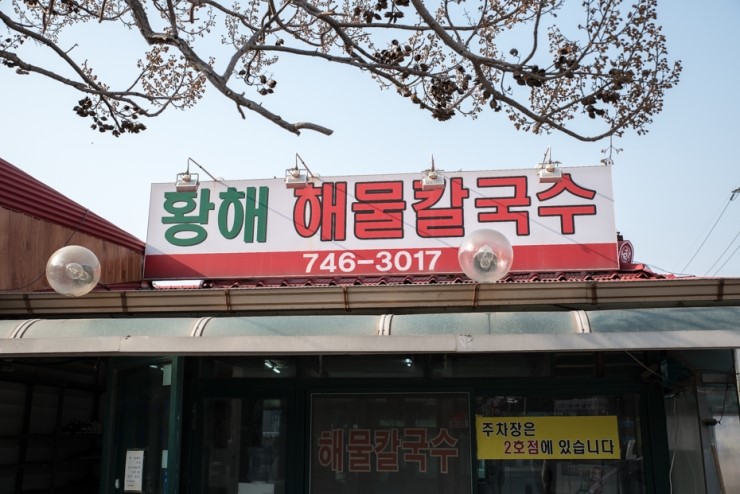 황해 해물칼국수
746-3017
해물칼국수
주차장은
2호점에 있습니다